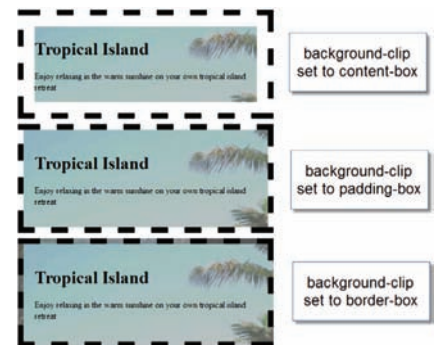 Tropical Island
Enjoy relaxing in the warm sunshine on your own tropical island
retreat
background-clip
set to content-box
Tropical Island
Enjoy relaxing in the warm sunshine on your own tropical island
retreat
background-clip
set to padding-box
Tropical Island
Enjoy relaxing in the warm sunshine on your own tropical island
retreat
background-clip
set to border-box